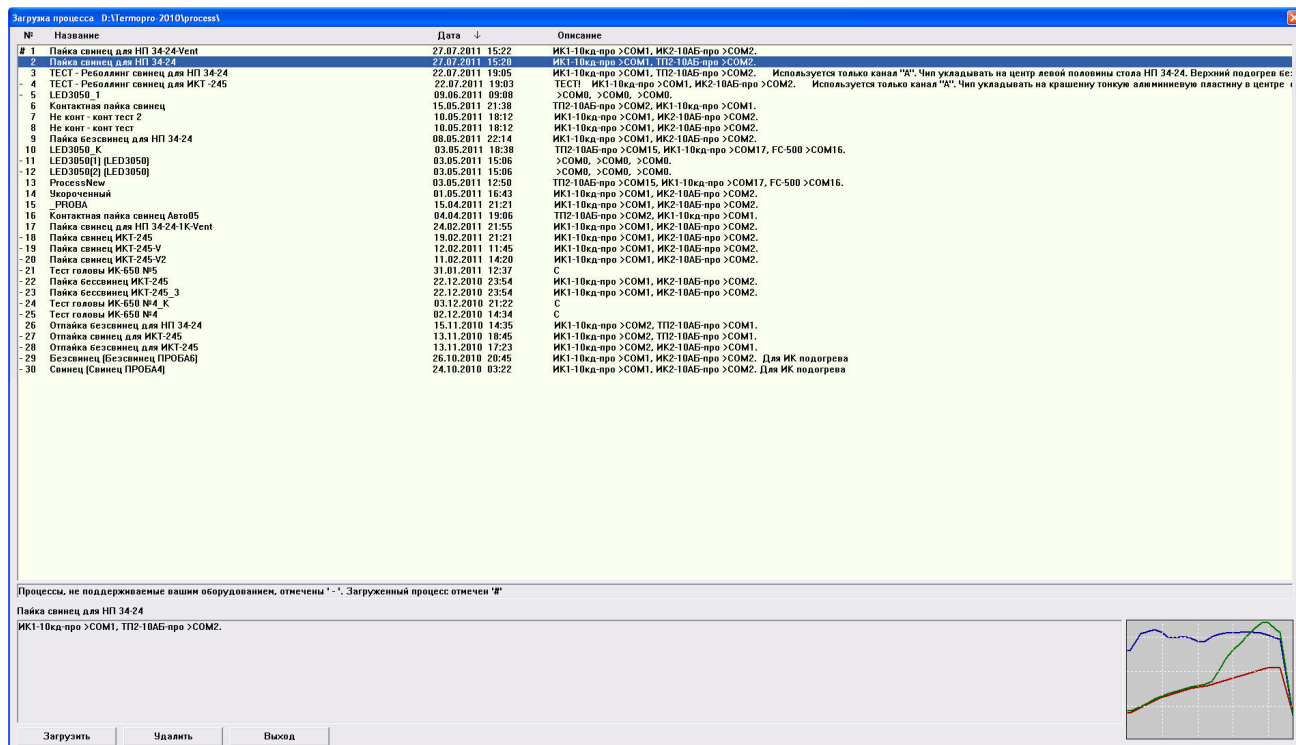 Загрузка процесса D:\Termopro-2010\process\
№ Название Дата ↓ Описание
# 1 Пайка свинец для НП 34-24-Vent 27.07.2011 15:22 ИК1-10кд-про >COM1, ИК2-10АБ-про >COM2.
2 Пайка свинец для НП 34-24 27.07.2011 15:20 ИК1-10кд-про >COM1, ТП2-10АБ-про >COM2.
3 ТЕСТ - Реболлинг свинец для НП 34-24 22.07.2011 19:05 ИК1-10кд-про >COM1, ТП2-10АБ-про >COM2. Используется только канал "А". Чип укладывать на центр левой половины стола НП 34-24. Верхний подогрев без
- 4 ТЕСТ - Реболлинг свинец для ИКТ -245 22.07.2011 19:03 ТЕСТ! ИК1-10кд-про >COM1, ИК2-10АБ-про >COM2. Используется только канал "А". Чип укладывать на крашенну тонкую алюминиевую пластину в центре
- 5 LED3050_1 09.06.2011 09:08 >COM0, >COM0, >COM0.
6 Контактная пайка свинец 15.05.2011 21:38 ТП2-10АБ-про >COM2, ИК1-10кд-про >COM1.
7 Не конт - конт тест 2 10.05.2011 18:12 ИК1-10кд-про >COM1, ИК2-10АБ-про >COM2.
8 Не конт - конт тест 10.05.2011 18:12 ИК1-10кд-про >COM1, ИК2-10АБ-про >COM2.
9 Пайка безсвинец для НП 34-24 08.05.2011 22:14 ИК1-10кд-про >COM1, ИК2-10АБ-про >COM2.
10 LED3050_K 03.05.2011 18:38 ТП2-10АБ-про >COM15, ИК1-10кд-про >COM17, FC-500 >COM16.
- 11 LED3050(1) (LED3050) 03.05.2011 15:06 >COM0, >COM0, >COM0.
- 12 LED3050(2) (LED3050) 03.05.2011 15:06 >COM0, >COM0, >COM0.
13 ProcessNew 03.05.2011 12:50 ТП2-10АБ-про >COM15, ИК1-10кд-про >COM17, FC-500 >COM16.
14 Укороченный 01.05.2011 16:43 ИК1-10кд-про >COM1, ИК2-10АБ-про >COM2.
15 _PROBA 15.04.2011 21:21 ИК1-10кд-про >COM1, ИК2-10АБ-про >COM2.
16 Контактная пайка свинец Авто05 04.04.2011 19:06 ТП2-10АБ-про >COM2, ИК1-10кд-про >COM1.
17 Пайка свинец для НП 34-24-1K-Vent 24.02.2011 21:55 ИК1-10кд-про >COM1, ИК2-10АБ-про >COM2.
- 18 Пайка свинец ИКТ-245 19.02.2011 21:21 ИК1-10кд-про >COM1, ИК2-10АБ-про >COM2.
- 19 Пайка свинец ИКТ-245-V 12.02.2011 11:45 ИК1-10кд-про >COM1, ИК2-10АБ-про >COM2.
- 20 Пайка свинец ИКТ-245-V2 11.02.2011 14:20 ИК1-10кд-про >COM1, ИК2-10АБ-про >COM2.
- 21 Тест головы ИК-650 №5 31.01.2011 12:37 С
- 22 Пайка бессвинец ИКТ-245 22.12.2010 23:54 ИК1-10кд-про >COM1, ИК2-10АБ-про >COM2.
- 23 Пайка бессвинец ИКТ-245_3 22.12.2010 23:54 ИК1-10кд-про >COM1, ИК2-10АБ-про >COM2.
- 24 Тест головы ИК-650 №4_К 03.12.2010 21:22 С
- 25 Тест головы ИК-650 №4 02.12.2010 14:34 С
26 Отпайка безсвинец для НП 34-24 15.11.2010 14:35 ИК1-10кд-про >COM2, ТП2-10АБ-про >COM1.
- 27 Отпайка свинец для ИКТ-245 13.11.2010 18:45 ИК1-10кд-про >COM2, ТП2-10АБ-про >COM1.
- 28 Отпайка безсвинец для ИКТ-245 13.11.2010 17:23 ИК1-10кд-про >COM2, ИК2-10АБ-про >COM1.
- 29 Безсвинец (Безсвинец ПРОБА6) 26.10.2010 20:45 ИК1-10кд-про >COM1, ИК2-10АБ-про >COM2. Для ИК подогрева
- 30 Свинец (Свинец ПРОБА4) 24.10.2010 03:22 ИК1-10кд-про >COM1, ИК2-10АБ-про >COM2. Для ИК подогрева
Процессы, не поддерживаемые вашим оборудованием, отмечены ' - '. Загруженный процесс отмечен '#'
Пайка свинец для НП 34-24
ИК1-10кд-про >COM1, ТП2-10АБ-про >COM2.
Загрузить Удалить Выход